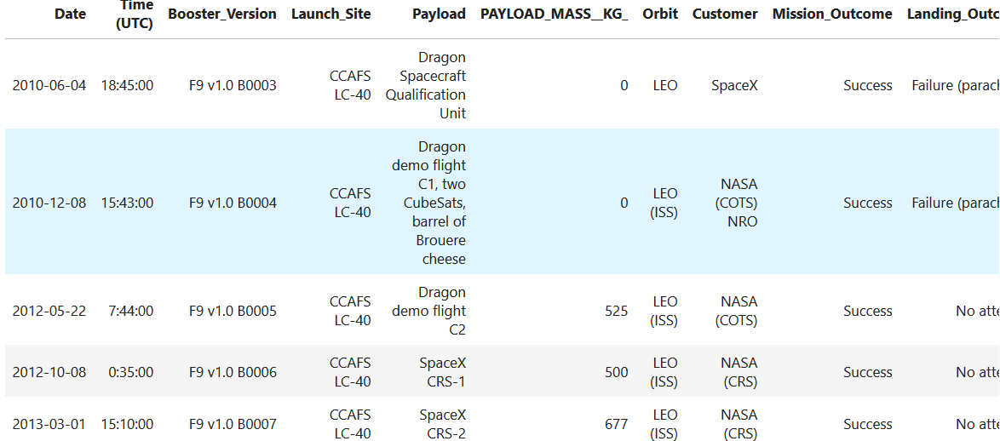 Date Time (UTC) Booster_Version Launch_Site Payload PAYLOAD_MASS__KG_ Orbit Customer Mission_Outcome
2010-06-04 18:45:00 F9 v1.0 B0003 CCAFS LC-40 Dragon Spacecraft Qualification Unit 0 LEO SpaceX Success Failure
2010-12-08 15:43:00 F9 v1.0 B0004 CCAFS LC-40 Dragon demo flight C1, two CubeSats, barrel of Brouere cheese 0 LEO (ISS) NASA (COTS) NRO Success Failure
2012-05-22 7:44:00 F9 v1.0 B0005 CCAFS LC-40 Dragon demo flight C2 525 LEO (ISS) NASA (COTS) Success No
2012-10-08 0:35:00 F9 v1.0 B0006 CCAFS LC-40 SpaceX CRS-1 500 LEO (ISS) NASA (CRS) Success No
2013-03-01 15:10:00 F9 v1.0 B0007 CCAFS LC-40 SpaceX CRS-2 677 LEO (ISS) NASA (CRS) Success No